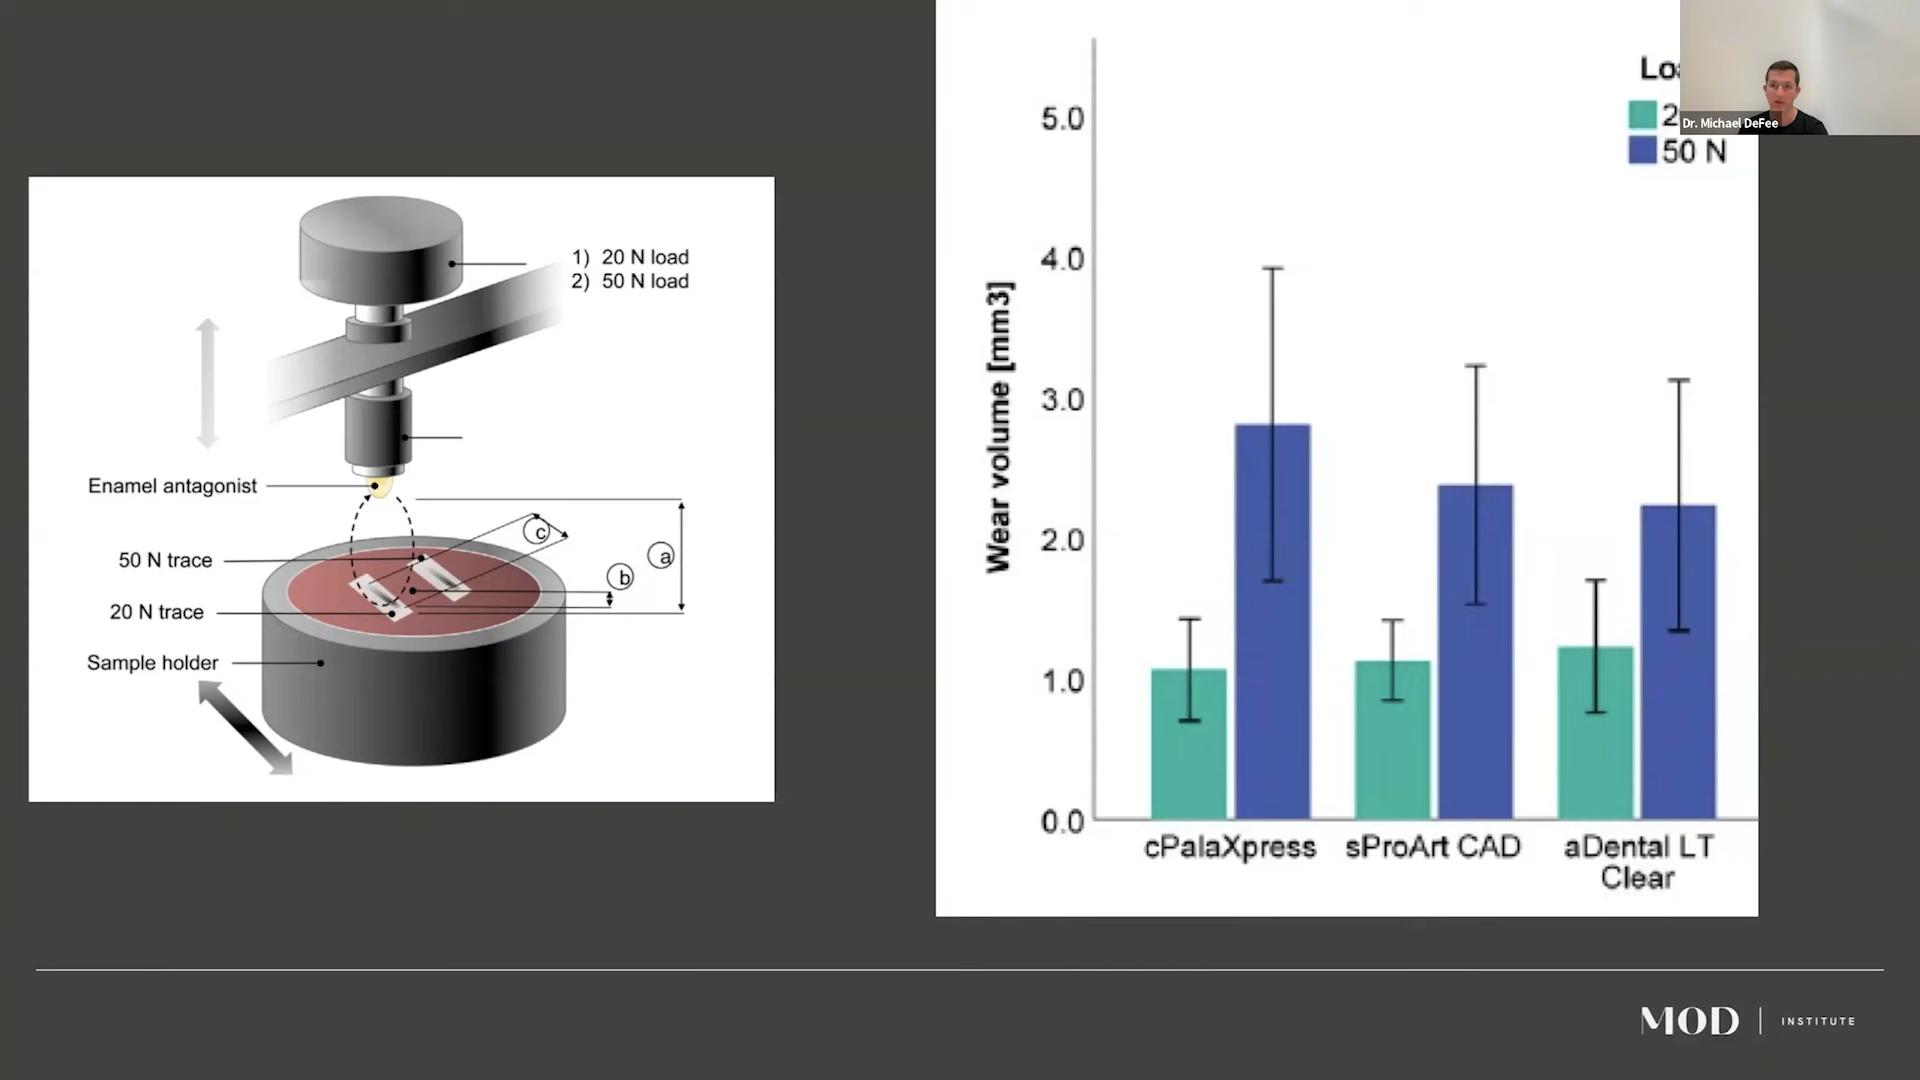 1) 20 N load
2) 50 N load
Enamel antagonist
50 N trace
20 N trace
Sample holder
c
b
a
Wear volume [mm3]
5.0
4.0
3.0
2.0
1.0
0.0
50 N
cPalaXpress
sProArt CAD
aDental LT
Clear
Dr. Michael DeFee
MOD
INSTITUTE